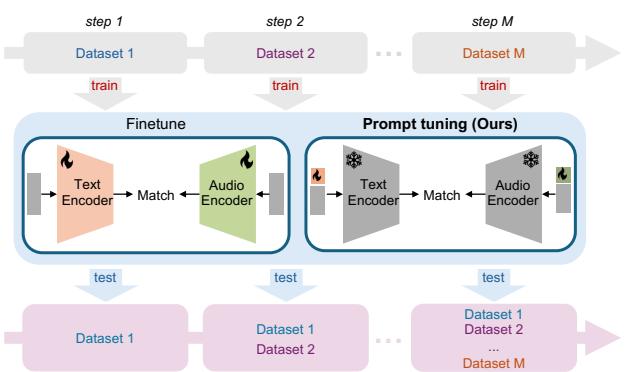 step 1
step 2
step M
Dataset 1
Dataset 2
...
Dataset M
train
train
train
Finetune
Prompt tuning (Ours)
Text
Encoder
Match
Audio
Encoder
Text
Encoder
Match
Audio
Encoder
test
test
test
Dataset 1
Dataset 1
Dataset 2
...
Dataset 1
Dataset 2
...
Dataset M